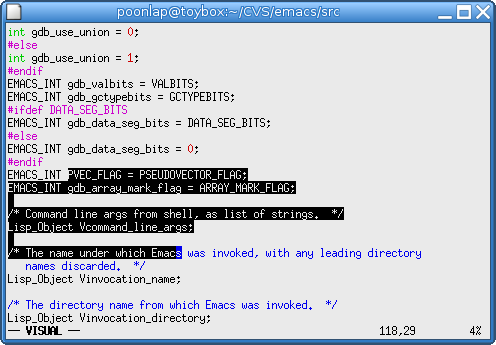 poonlap@toybox:~/CVS/emacs/src
int gdb_use_union = 0;
#else
int gdb_use_union = 1;
#endif
EMACS_INT gdb_valbits = VALBITS;
EMACS_INT gdb_gctypebits = GCTYPEBITS;
#ifdef DATA_SEG_BITS
EMACS_INT gdb_data_seg_bits = DATA_SEG_BITS;
#else
EMACS_INT gdb_data_seg_bits = 0;
#endif
EMACS_INT PVEC_FLAG = PSEUDOVECTOR_FLAG;
EMACS_INT gdb_array_mark_flag = ARRAY_MARK_FLAG;
/* Command line args from shell, as list of strings.  */
Lisp_Object Vcommand_line_args;
/* The name under which Emacs was invoked, with any leading directory
   names discarded.  */
Lisp_Object Vinvocation_name;
/* The directory name from which Emacs was invoked.  */
Lisp_Object Vinvocation_directory;
-- VISUAL -- 118,29 4%